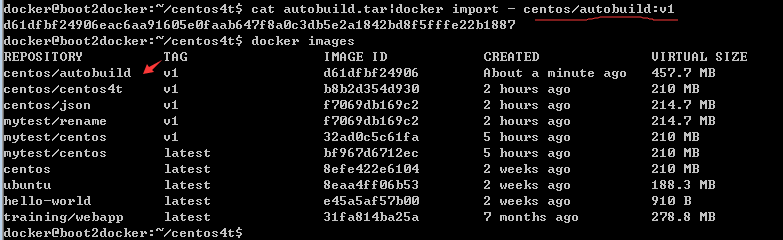 docker@boot2docker:~/centos4t$ cat autobuild.tar|docker import - centos/autobuild:v1
d61dfbf24906eac6aa91605e0faab647f8a0c3db5e2a1842bd8f5fffe22b1887
docker@boot2docker:~/centos4t$ docker images
REPOSITORY TAG IMAGE ID CREATED VIRTUAL SIZE
centos/autobuild v1 d61dfbf24906 About a minute ago 457.7 MB
centos/centos4t v1 b8b2d354d930 2 hours ago 210 MB
centos/json v1 f7069db169c2 2 hours ago 214.7 MB
mytest/rename v1 f7069db169c2 2 hours ago 214.7 MB
mytest/centos v1 32ad0c5c61fa 5 hours ago 210 MB
mytest/centos latest bf967d6712ec 5 hours ago 210 MB
centos latest 8efe422e6104 2 weeks ago 210 MB
ubuntu latest 8eaa4ff06b53 2 weeks ago 188.3 MB
hello-world latest e45a5af57b00 2 weeks ago 910 B
training/webapp latest 31fa814ba25a 7 months ago 278.8 MB
docker@boot2docker:~/centos4t$